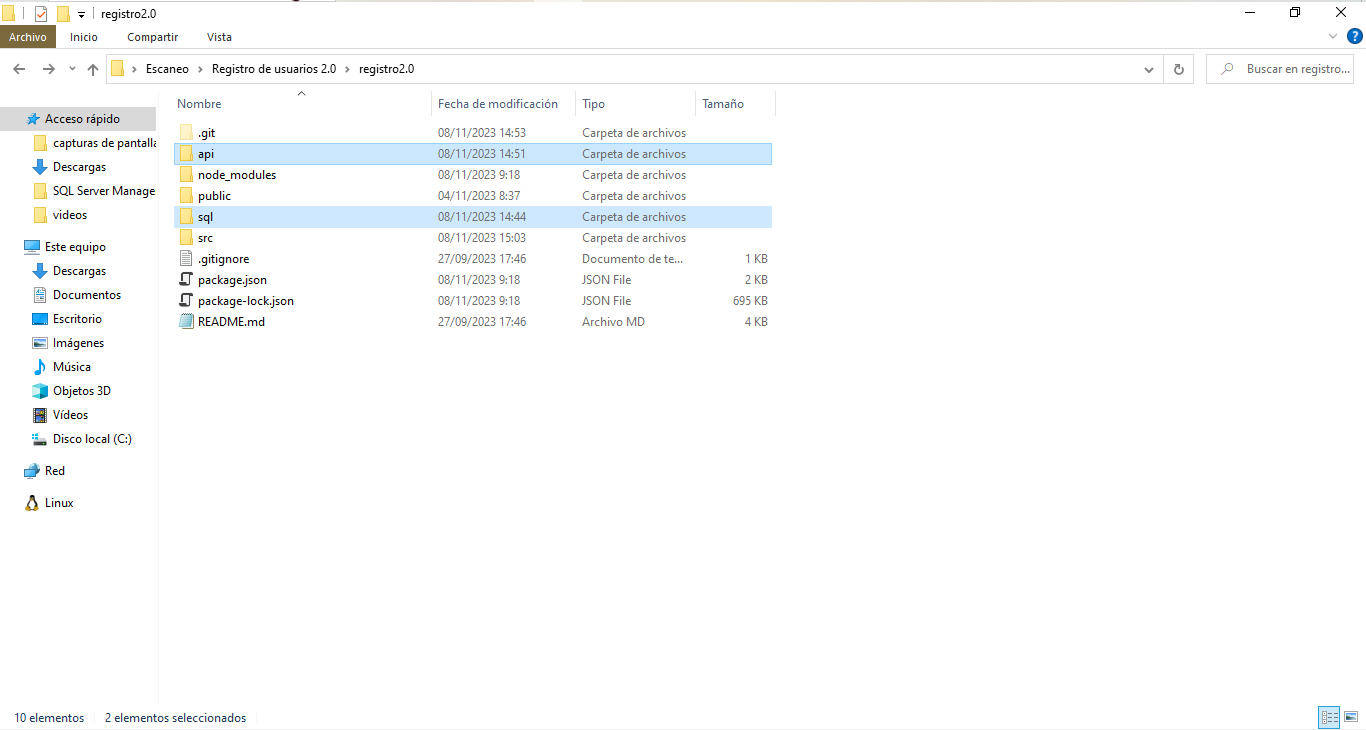 registro2.0
Archivo Inicio Compartir Vista
Escaneo Registro de usuarios 2.0 registro2.0 Buscar en registro...
Nombre Fecha de modificación Tipo Tamaño
Acceso rápido
capturas de pantalla
Descargas
SQL Server Manage
videos
Este equipo
Descargas
Documentos
Escritorio
Imágenes
Música
Objetos 3D
Vídeos
Disco local (C:)
Red
Linux
.git 08/11/2023 14:53 Carpeta de archivos
api 08/11/2023 14:51 Carpeta de archivos
node_modules 08/11/2023 9:18 Carpeta de archivos
public 04/11/2023 8:37 Carpeta de archivos
sql 08/11/2023 14:44 Carpeta de archivos
src 08/11/2023 15:03 Carpeta de archivos
.gitignore 27/09/2023 17:46 Documento de te... 1 KB
package.json 08/11/2023 9:18 JSON File 2 KB
package-lock.json 08/11/2023 9:18 JSON File 695 KB
README.md 27/09/2023 17:46 Archivo MD 4 KB
10 elementos 2 elementos seleccionados